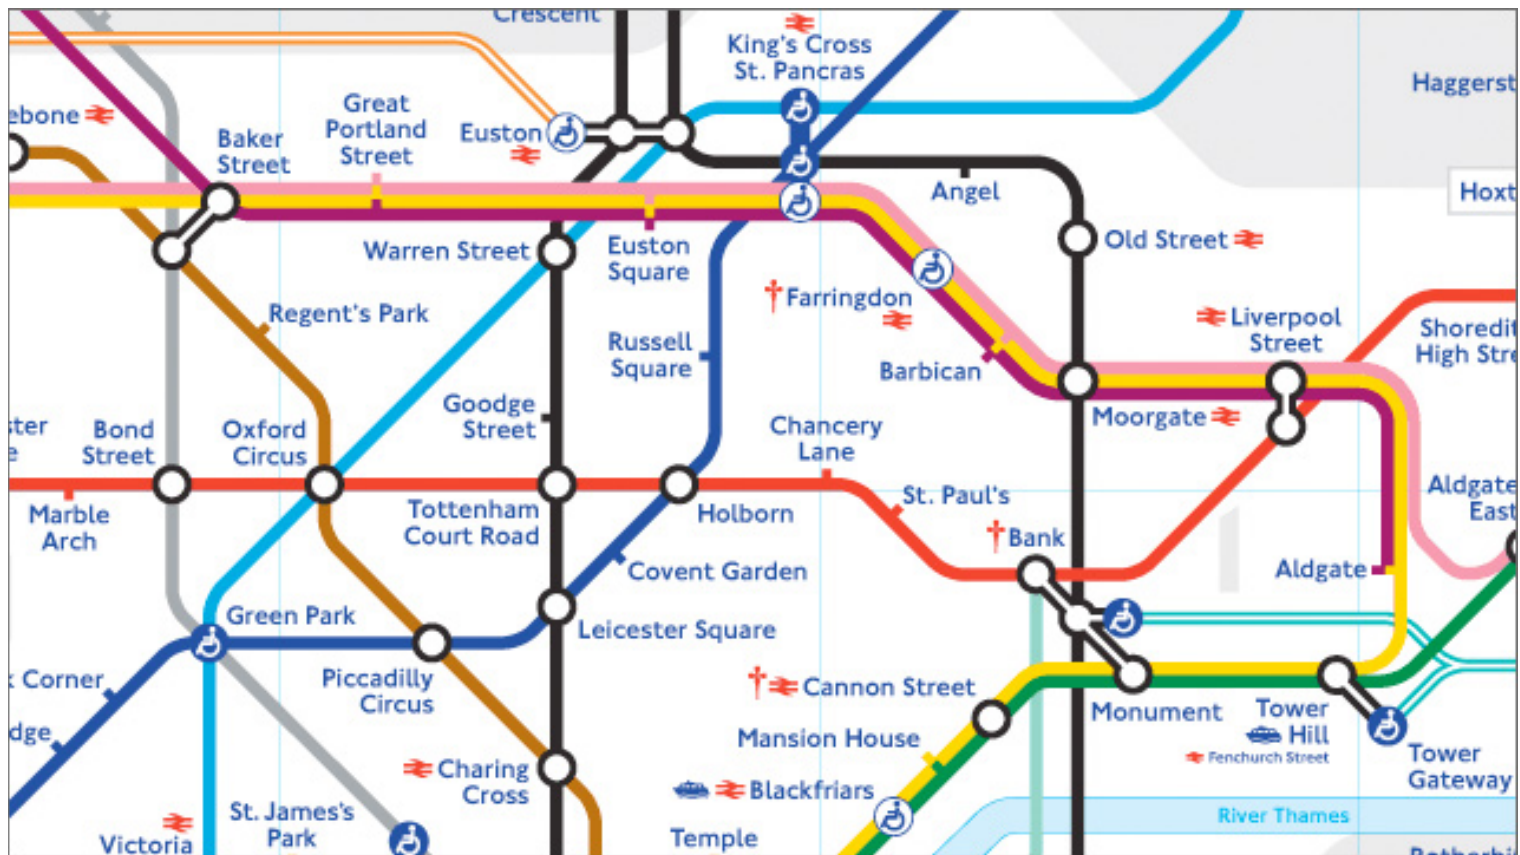 Crescent
King's Cross
St. Pancras
Haggerst
ebone
Great
Portland
Street
Baker
Street
Euston
Angel
Hoxt
Warren Street
Euston
Square
Old Street
Farringdon
Regent's Park
Liverpool
Street
Shoredit
High Stre
Russell
Square
Barbican
Moorgate
Goodge
Street
ster
e
Bond
Street
Oxford
Circus
Chancery
Lane
Marble
Arch
Tottenham
Court Road
Holborn
St. Paul's
Aldgate
East
Bank
Covent Garden
Aldgate
Green Park
Leicester Square
k Corner
Piccadilly
Circus
Cannon Street
Monument
Tower
Hill
Fenchurch Street
dge
Mansion House
Tower
Gateway
Charing
Cross
Blackfriars
St. James's
Park
Victoria
Temple
River Thames